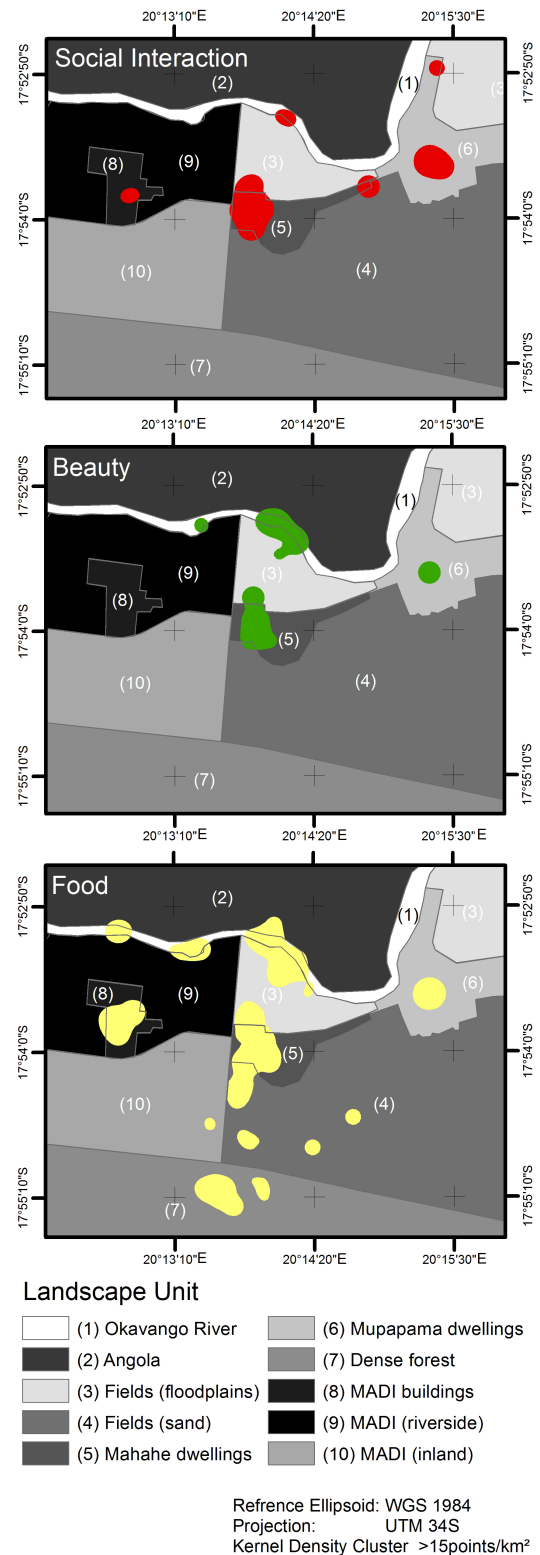 20°13'10"E 20°14'20"E 20°15'30"E
Social Interaction
17°52'50"S 17°52'50"S
(2)
(1)
(3
(8) (9) (3) (6)
17°54'0"S 17°54'0"S
(5)
(10) (4)
17°55'10"S 17°55'10"S
(7)
20°13'10"E 20°14'20"E 20°15'30"E
Beauty
17°52'50"S 17°52'50"S
(2)
(1) (3)
(9) (3) (6)
(8)
17°54'0"S 17°54'0"S
(5)
(10) (4)
17°55'10"S 17°55'10"S
(7)
20°13'10"E 20°14'20"E 20°15'30"E
Food
17°52'50"S 17°52'50"S
(2)
(1) (3)
(8) (9) (3) (6)
17°54'0"S 17°54'0"S
(5)
(10) (4)
17°55'10"S 17°55'10"S
(7)
20°13'10"E 20°14'20"E 20°15'30"E
Landscape Unit
(1) Okavango River
(2) Angola
(3) Fields (floodplains)
(4) Fields (sand)
(5) Mahahe dwellings
(6) Mupapama dwellings
(7) Dense forest
(8) MADI buildings
(9) MADI (riverside)
(10) MADI (inland)
Refrence Ellipsoid: WGS 1984
Projection: UTM 34S
Kernel Density Cluster >15points/km²